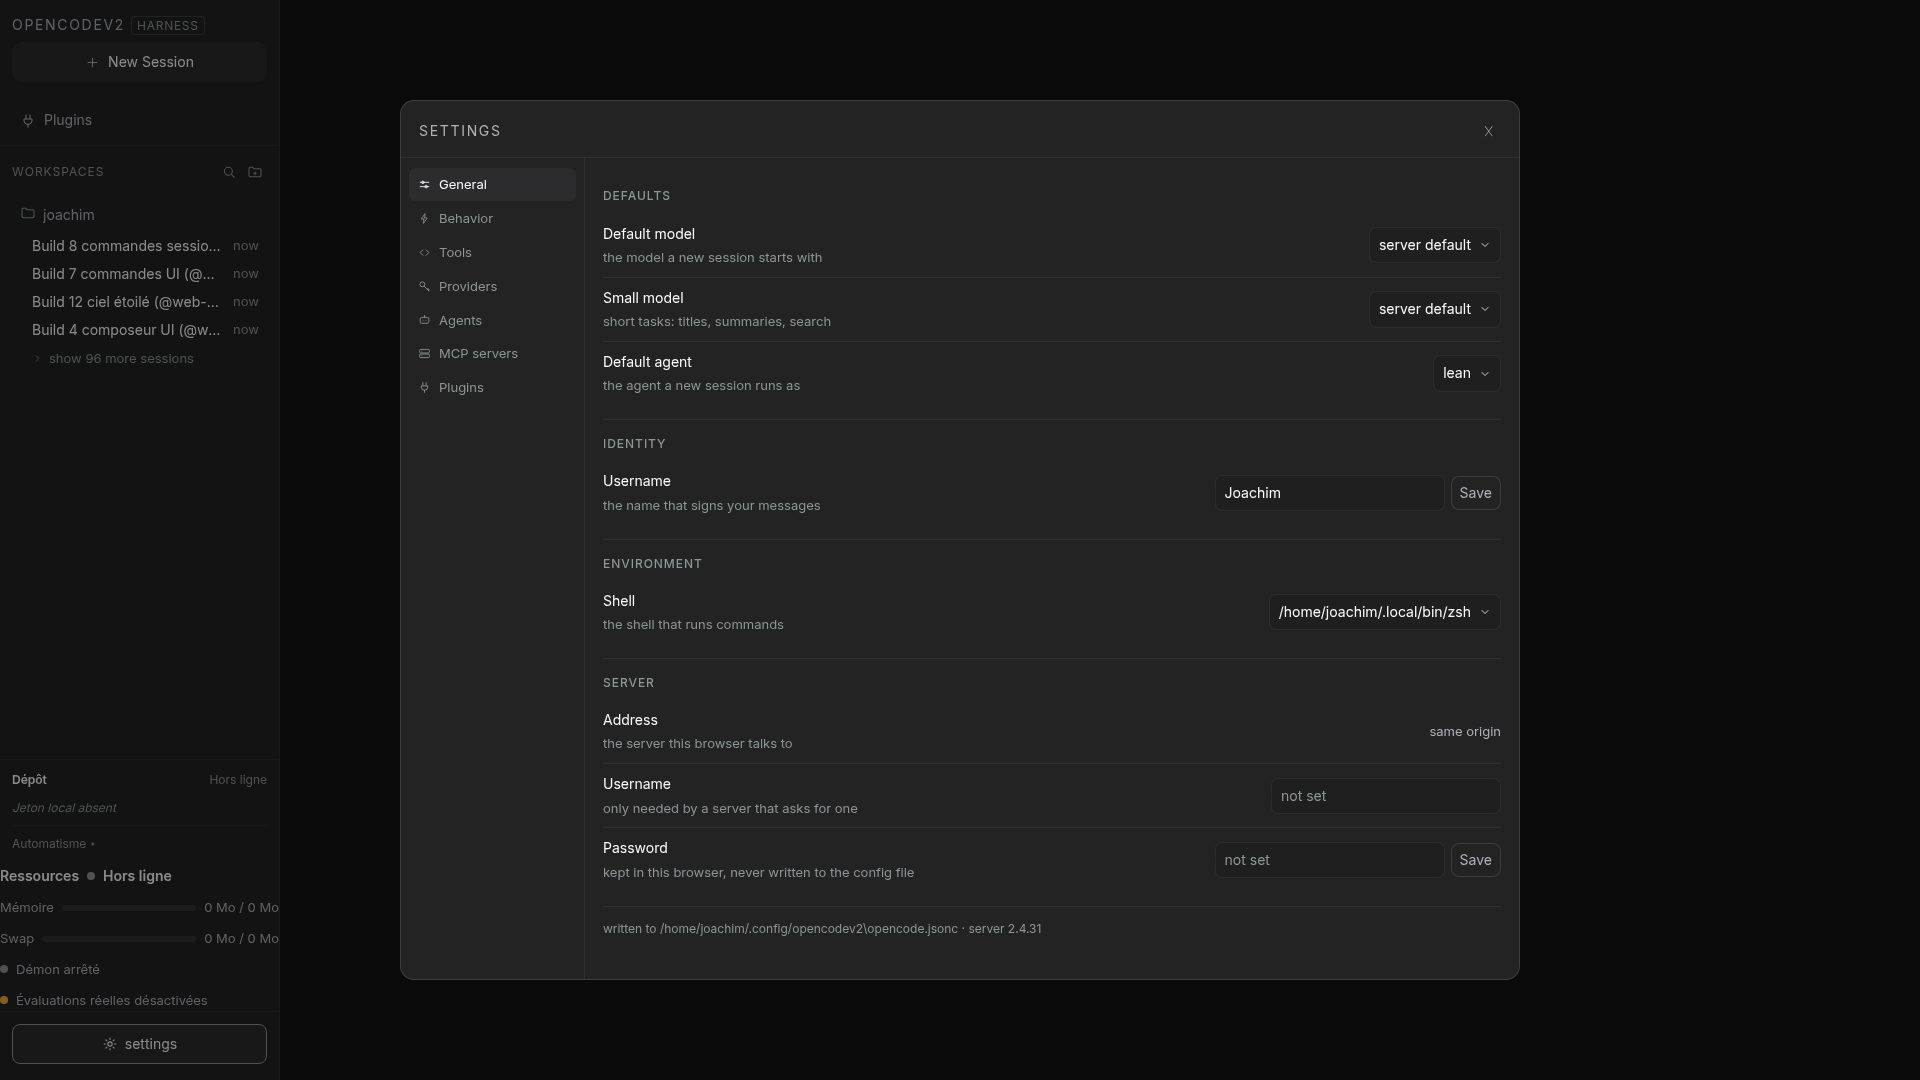 OPENCODEV2 HARNESS
New Session
Plugins
WORKSPACES
joachim
Build 8 commandes sessio... now
Build 7 commandes UI (@... now
Build 12 ciel étoilé (@web-... now
Build 4 composeur UI (@w... now
show 96 more sessions
Dépôt Hors ligne
Jeton local absent
Automatisme •
Ressources Hors ligne
Mémoire 0 Mo / 0 Mo
Swap 0 Mo / 0 Mo
Démon arrêté
Évaluations réelles désactivées
settings
SETTINGS X
General
Behavior
Tools
Providers
Agents
MCP servers
Plugins
DEFAULTS
Default model
the model a new session starts with
server default
Small model
short tasks: titles, summaries, search
server default
Default agent
the agent a new session runs as
lean
IDENTITY
Username
the name that signs your messages
Joachim Save
ENVIRONMENT
Shell
the shell that runs commands
/home/joachim/.local/bin/zsh
SERVER
Address
the server this browser talks to
same origin
Username
only needed by a server that asks for one
not set
Password
kept in this browser, never written to the config file
not set Save
written to /home/joachim/.config/opencodev2\opencode.jsonc · server 2.4.31